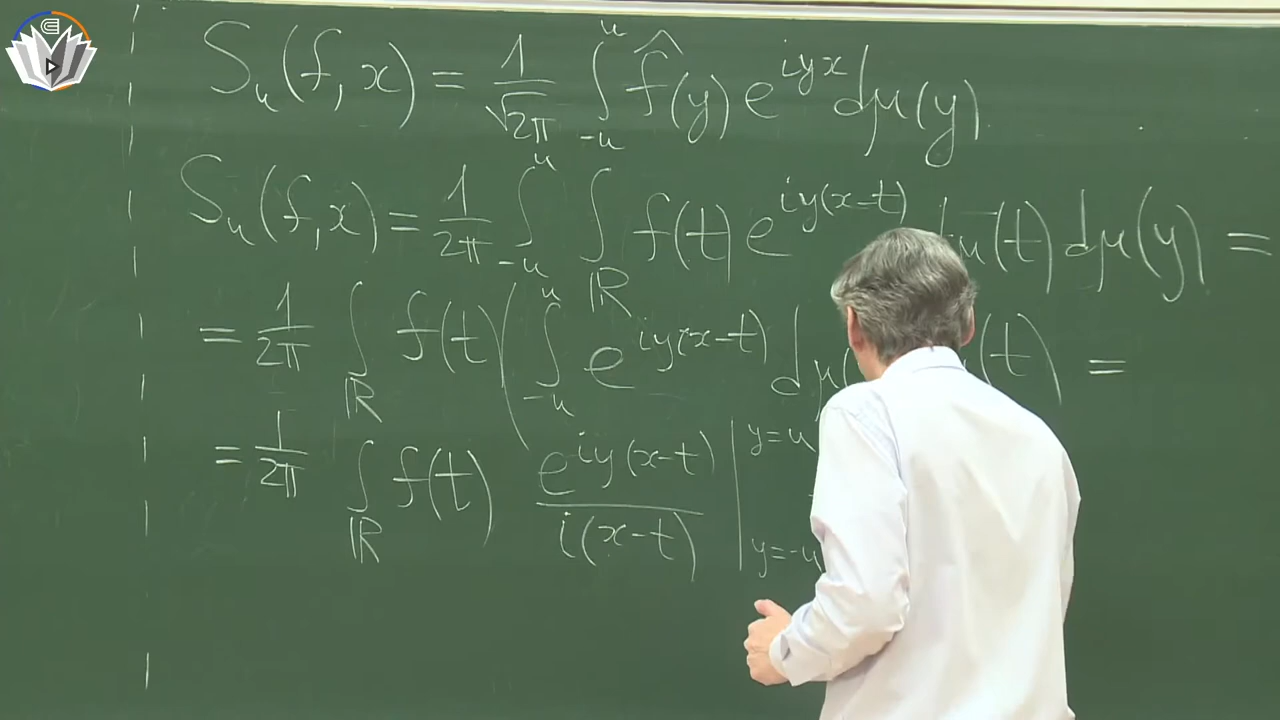 S_u(f,x) = 1/√2π ∫_{-u}^{u} f̂(y) e^{iyx} dμ(y)
S_u(f,x) = 1/2π ∫_{-u}^{u} ∫_ℝ f(t) e^{iy(x-t)} dμ(t) dμ(y) =
= 1/2π ∫_ℝ f(t) ( ∫_{-u}^{u} e^{iy(x-t)} dμ( (t) =
= 1/2π ∫_ℝ f(t) e^{iy(x-t)}/i(x-t) |_{y=-u}^{y=u}